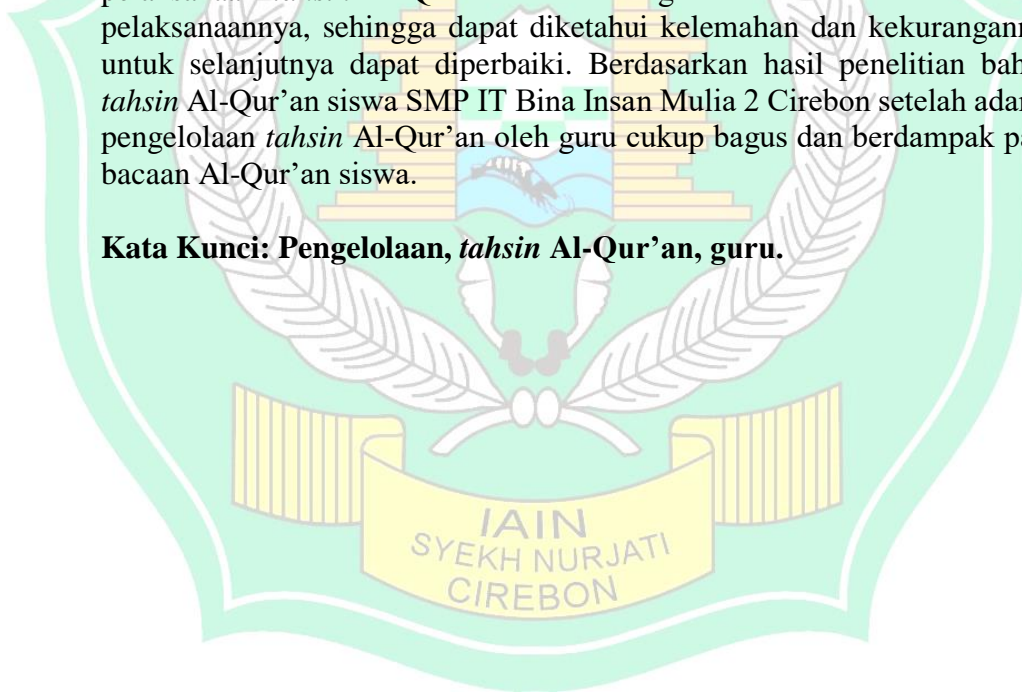 pelaksanaannya, sehingga dapat diketahui kelemahan dan kekurangann
untuk selanjutnya dapat diperbaiki. Berdasarkan hasil penelitian bah
tahsin Al-Qur’an siswa SMP IT Bina Insan Mulia 2 Cirebon setelah adan
pengelolaan tahsin Al-Qur’an oleh guru cukup bagus dan berdampak pa
bacaan Al-Qur’an siswa.
Kata Kunci: Pengelolaan, tahsin Al-Qur’an, guru.
IAIN
SYEKH NURJATI
CIREBON